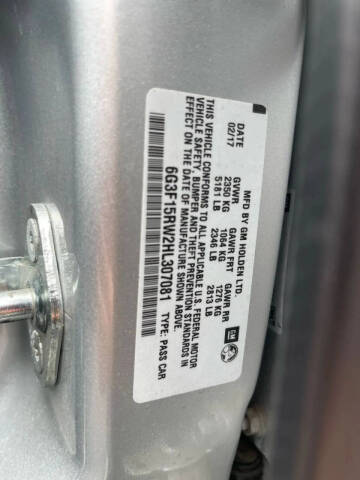 MFD BY GM HOLDEN LTD
DATE GVWR GAWR FRT GAWR RR
02/17 2350 KG 1064 KG 1276 KG
5181 LB 2346 LB 2813 LB
THIS VEHICLE CONFORMS TO ALL APPLICABLE U.S. FEDERAL MOTOR
VEHICLE SAFETY, BUMPER AND THEFT PREVENTION STANDARDS IN
EFFECT ON THE DATE OF MANUFACTURE SHOWN ABOVE.
6G3F15RW2HL307081 TYPE: PASS CAR
GM